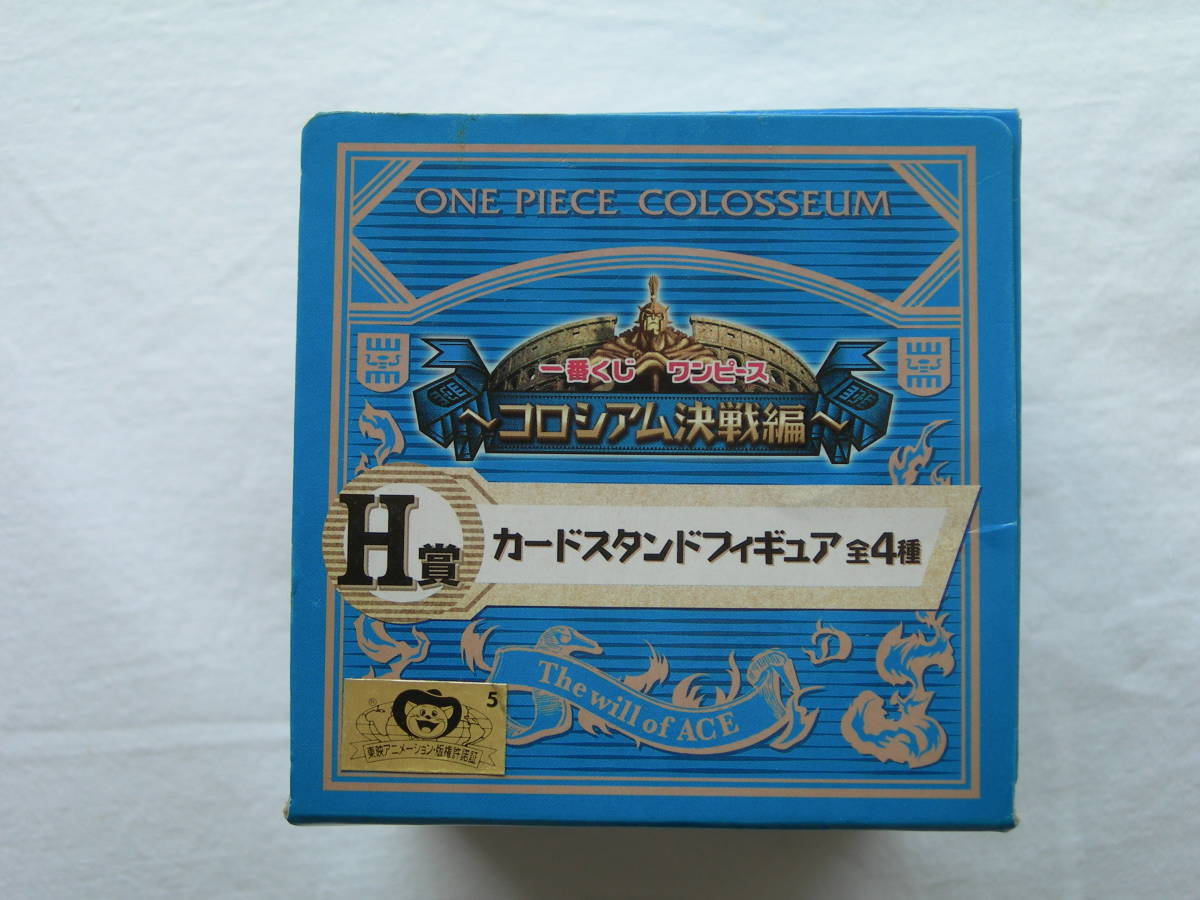 ONE PIECE COLOSSEUM
一番くじ ワンピース
～コロシアム決戦編～
H賞
カードスタンドフィギュア 全4種
The will of ACE
5
®
東映アニメーション・版権許諾証